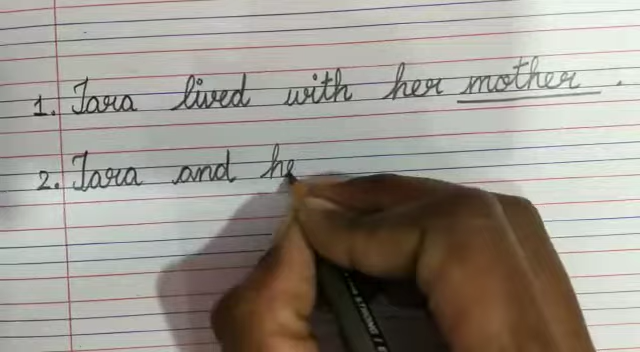 1. Tara lived with her mother.
2. Tara and he